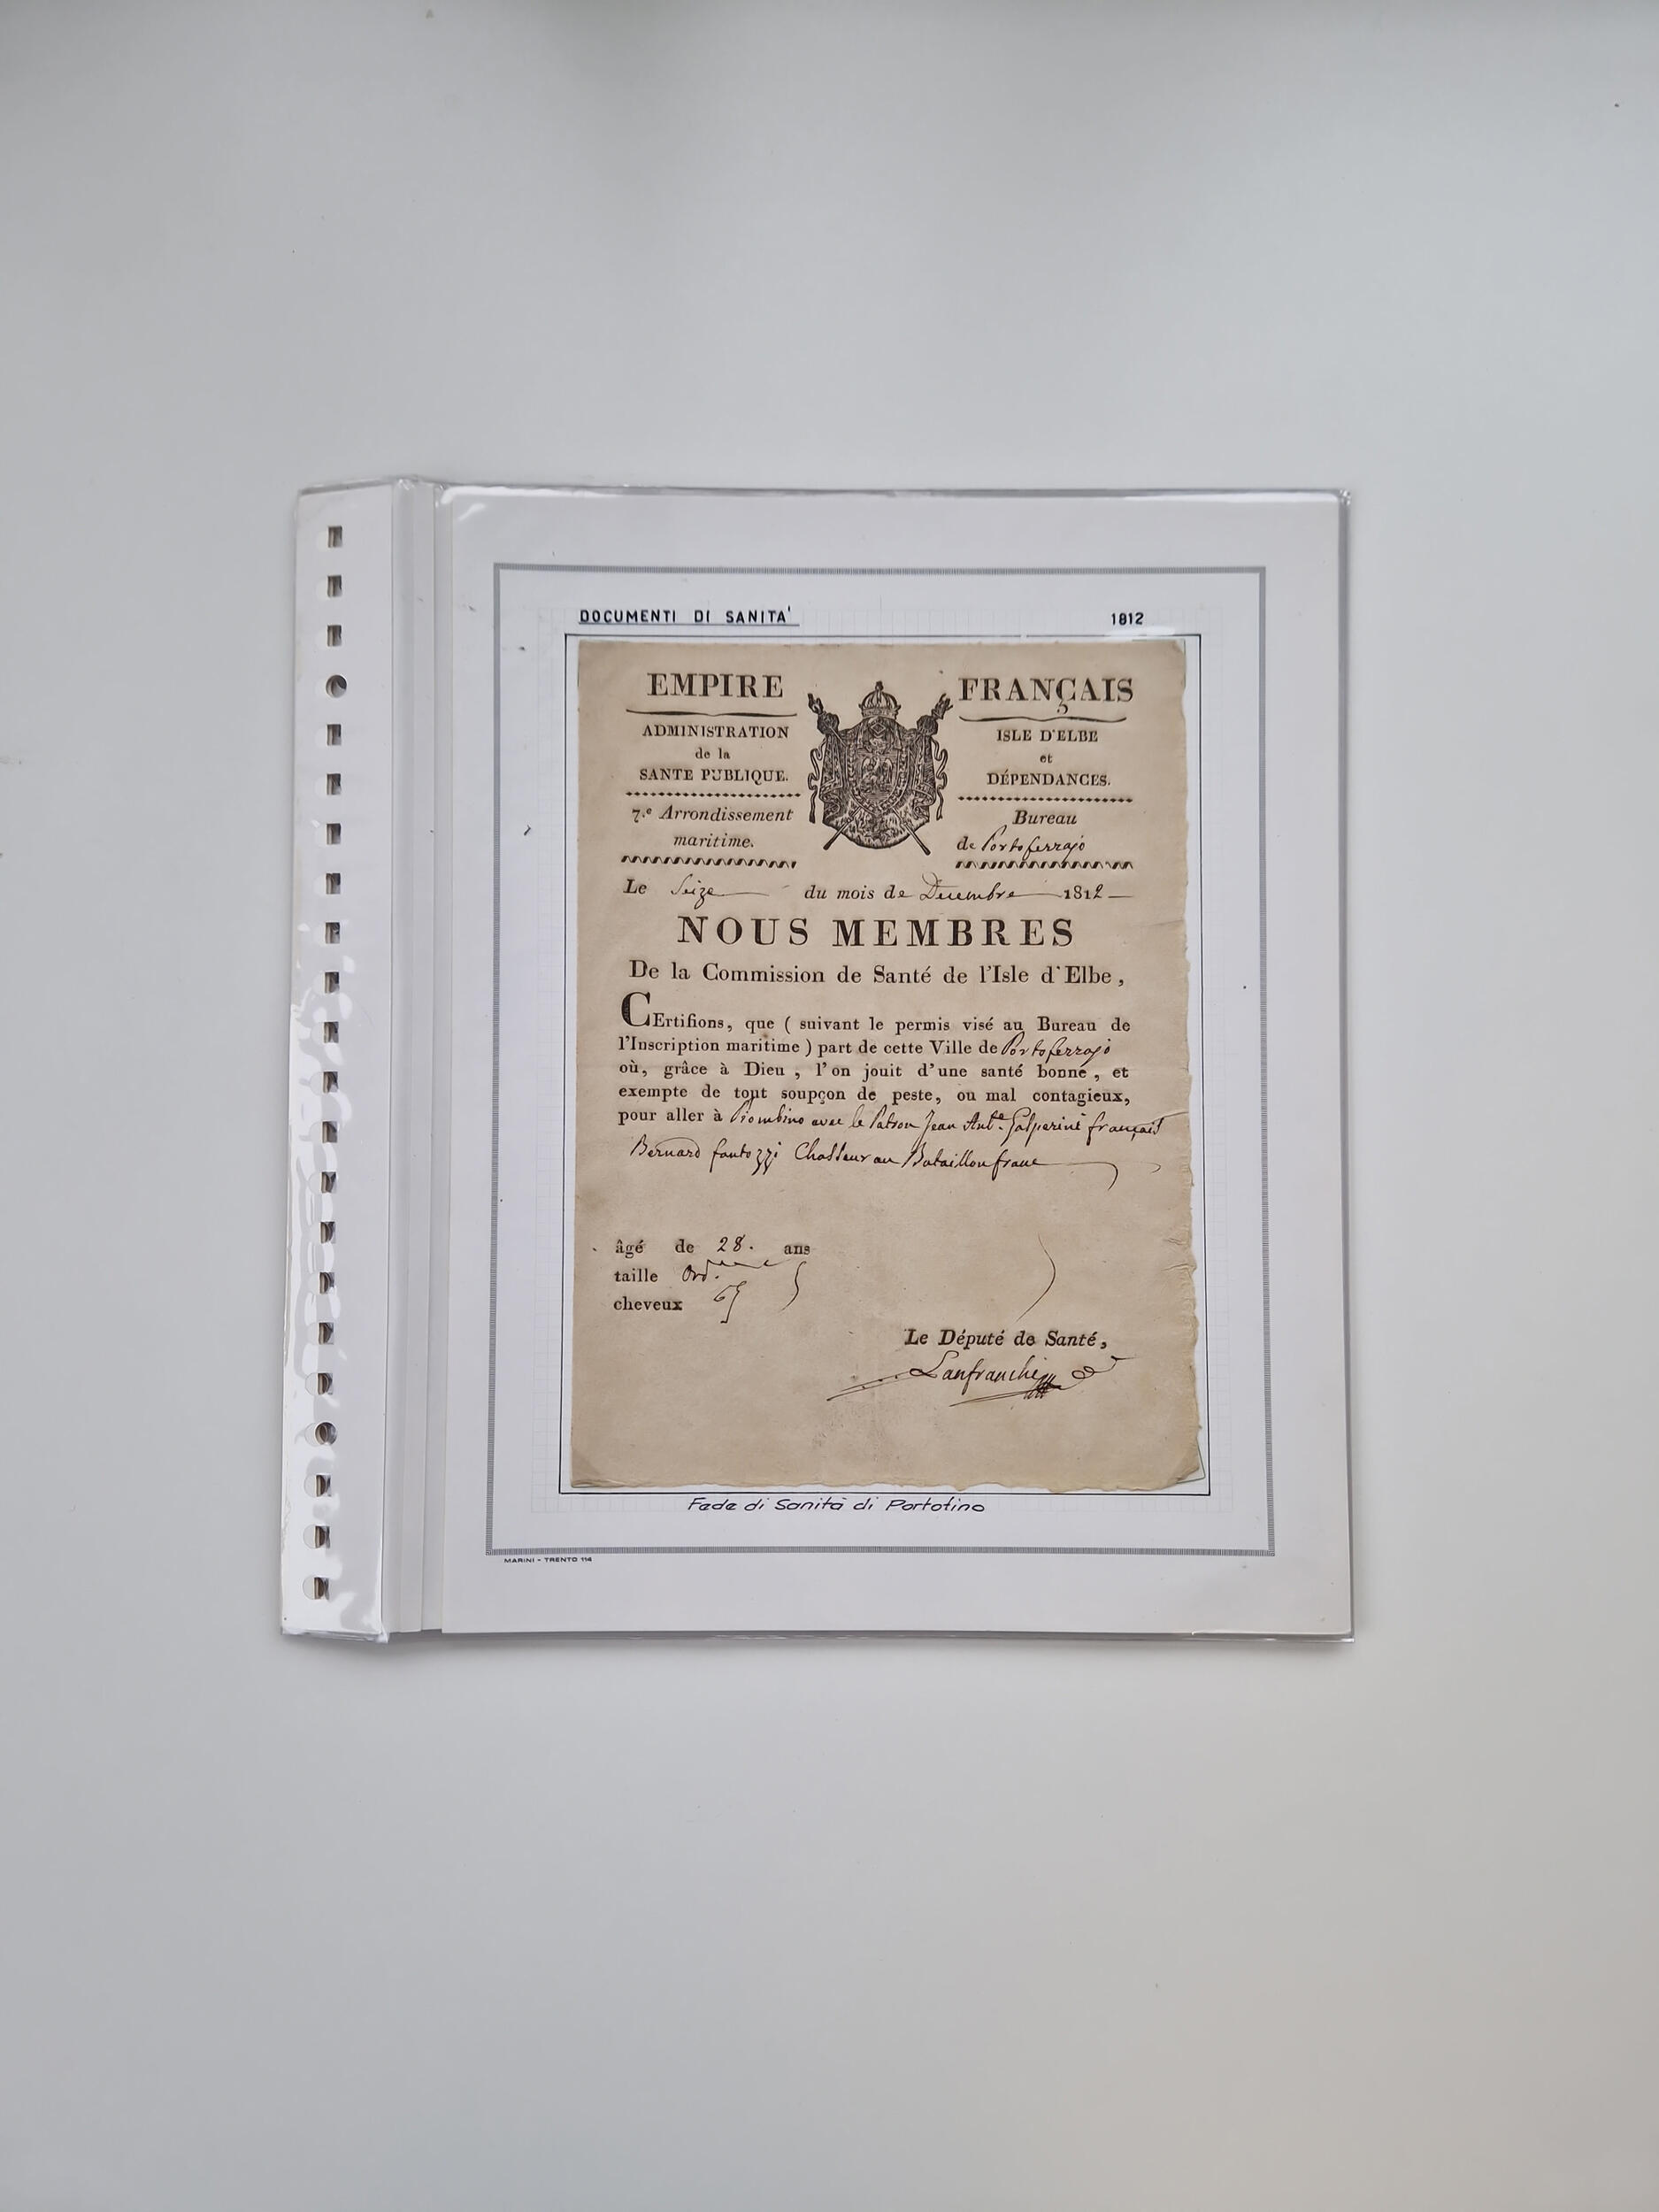 DOCUMENTI DI SANITA'
1812
EMPIRE FRANÇAIS
ADMINISTRATION
de la
SANTE PUBLIQUE.
7.e Arrondissement
maritime.
ISLE D'ELBE
et
DÉPENDANCES.
Bureau
de Portoferrajo
Le Seize du mois de Decembre 1812
NOUS MEMBRES
De la Commission de Santé de l'Isle d'Elbe,
CErtifions, que ( suivant le permis visé au Bureau de
l'Inscription maritime ) part de cette Ville de Portoferrajo
où, grâce à Dieu , l'on jouit d'une santé bonne , et
exempte de tout soupçon de peste, ou mal contagieux,
pour aller à Piombino avec le Patron Jean Ant.e français
Bernard fantozzi Chasseur au Bataillon franc
âgé de 28. ans
taille Ord.
cheveux
Le Député de Santé,
Lanfranchi
Fede di Sanità di Portofino
MARINI - TRENTO 114